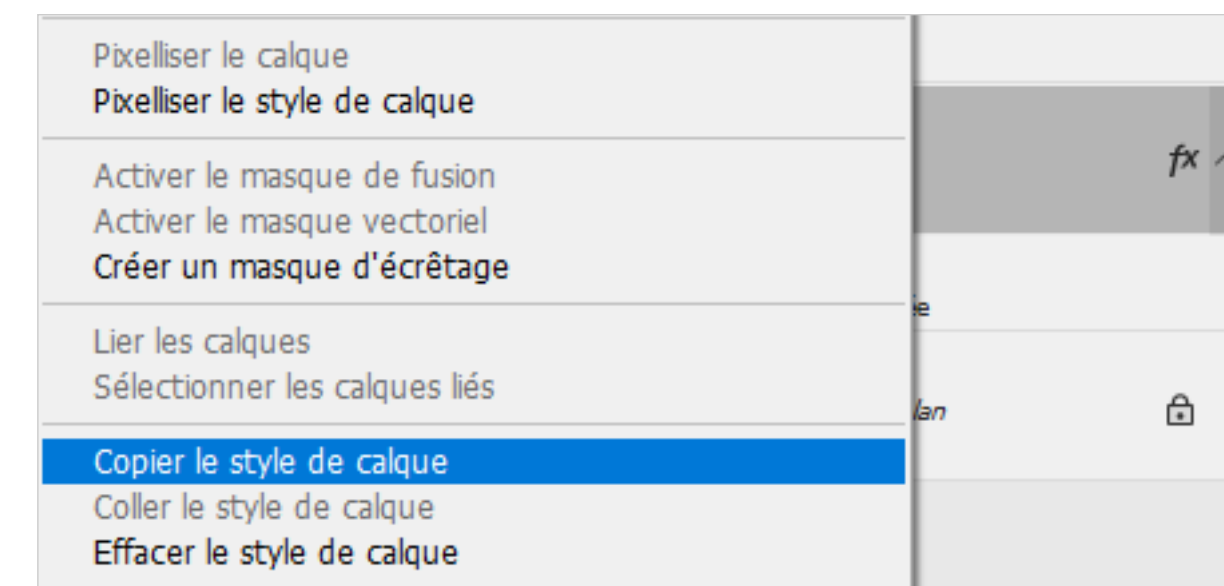 Pixelliser le calque
Pixelliser le style de calque
fx
Activer le masque de fusion
Activer le masque vectoriel
Créer un masque d'écrêtage
Lier les calques
Sélectionner les calques liés
lan
Copier le style de calque
Coller le style de calque
Effacer le style de calque